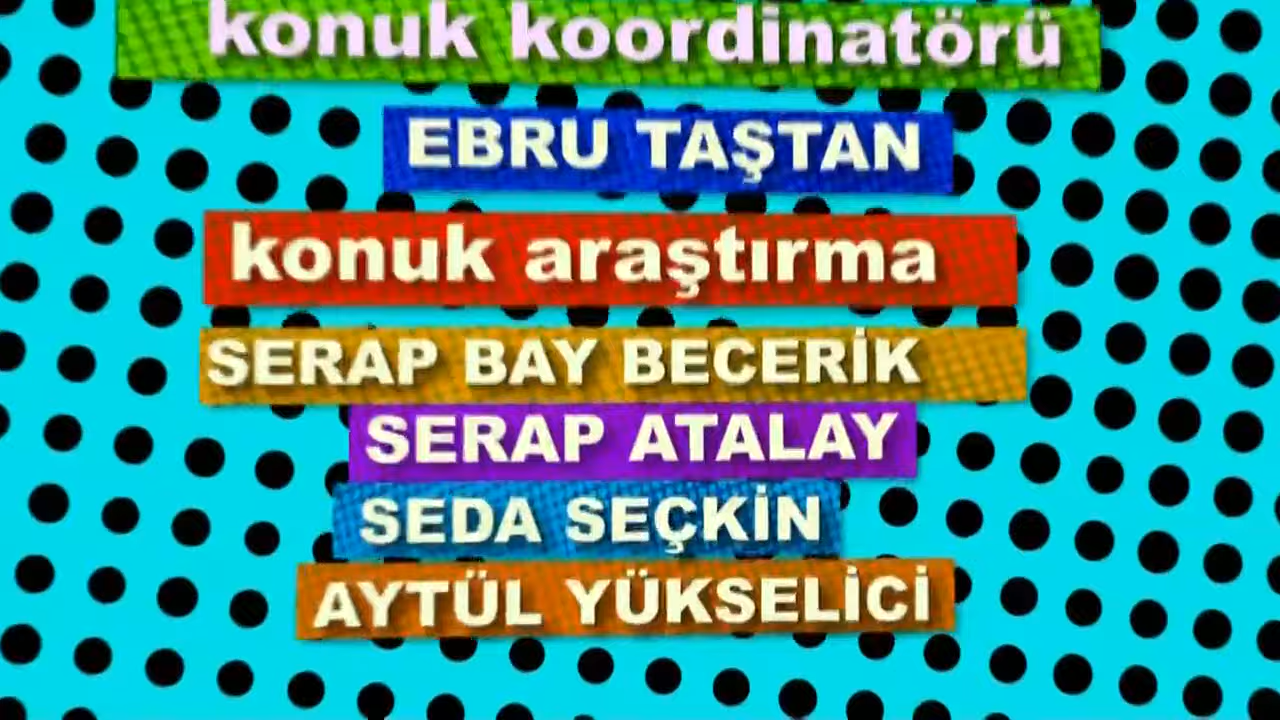 konuk koordinatörü
EBRU TAŞTAN
konuk araştırma
SERAP BAY BECERİK
SERAP ATALAY
SEDA SEÇKİN
AYTÜL YÜKSELİCİ